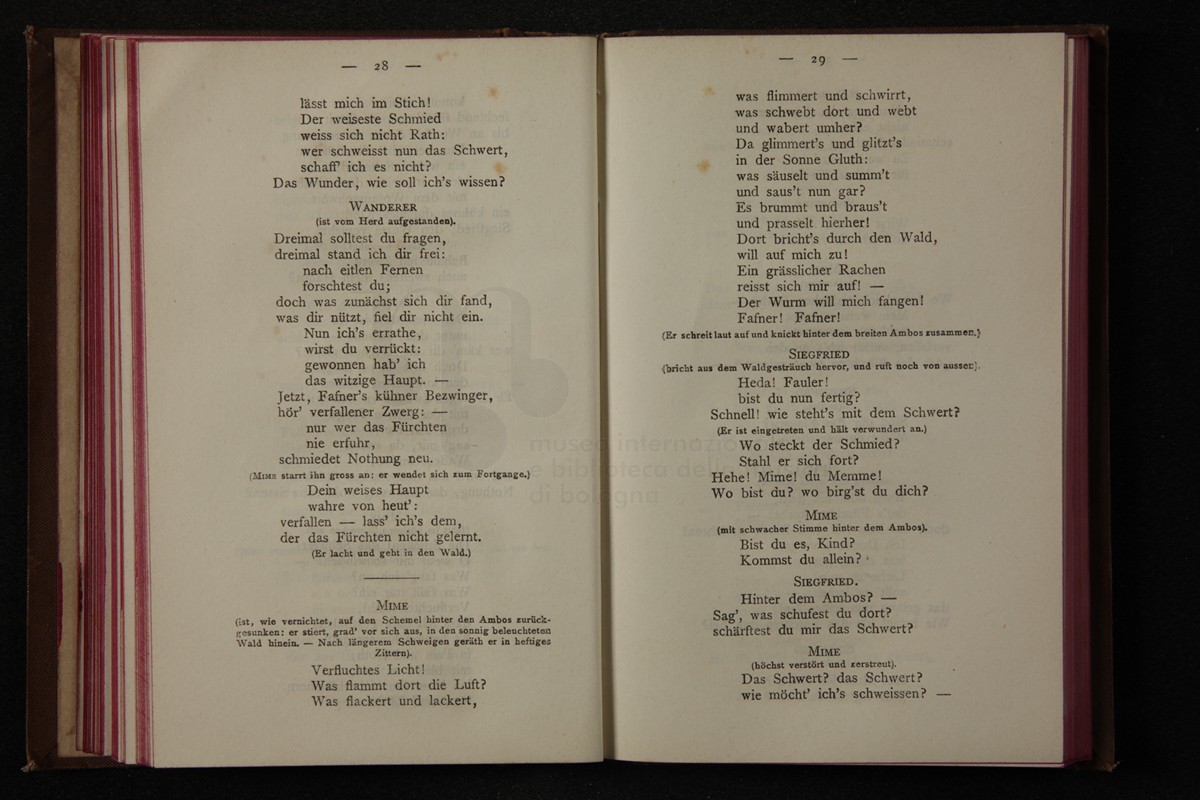 — 28 —
lässt mich im Stich!
Der weiseste Schmied
weiss sich nicht Rath:
wer schweisst nun das Schwert,
schaff' ich es nicht?
Das Wunder, wie soll ich's wissen?
WANDERER
(ist vom Herd aufgestanden).
Dreimal solltest du fragen,
dreimal stand ich dir frei:
nach eitlen Fernen
forschtest du;
doch was zunächst sich dir fand,
was dir nützt, fiel dir nicht ein.
Nun ich's errathe,
wirst du verrückt:
gewonnen hab' ich
das witzige Haupt. —
Jetzt, Fafner's kühner Bezwinger,
hör' verfallener Zwerg: —
nur wer das Fürchten
nie erfuhr,
schmiedet Nothung neu.
(MIME starrt ihn gross an: er wendet sich zum Fortgange.)
Dein weises Haupt
wahre von heut':
verfallen — lass' ich's dem,
der das Fürchten nicht gelernt.
(Er lacht und geht in den Wald.)
MIME
(ist, wie vernichtet, auf den Schemel hinter den Ambos zurück-
gesunken: er stiert, grad' vor sich aus, in den sonnig beleuchteten
Wald hinein. — Nach längerem Schweigen geräth er in heftiges
Zittern).
Verfluchtes Licht!
Was flammt dort die Luft?
Was flackert und lackert,
— 29 —
was flimmert und schwirrt,
was schwebt dort und webt
und wabert umher?
Da glimmert's und glitzt's
in der Sonne Gluth:
was säuselt und summ't
und saus't nun gar?
Es brummt und braus't
und prasselt hierher!
Dort bricht's durch den Wald,
will auf mich zu!
Ein grässlicher Rachen
reisst sich mir auf! —
Der Wurm will mich fangen!
Fafner! Fafner!
(Er schreit laut auf und knickt hinter dem breiten Ambos zusammen.)
SIEGFRIED
(bricht aus dem Waldgesträuch hervor, und ruft noch von aussen).
Heda! Fauler!
bist du nun fertig?
Schnell! wie steht's mit dem Schwert?
(Er ist eingetreten und hält verwundert an.)
Wo steckt der Schmied?
Stahl er sich fort?
Hehe! Mime! du Memme!
Wo bist du? wo birg'st du dich?
MIME
(mit schwacher Stimme hinter dem Ambos).
Bist du es, Kind?
Kommst du allein?
SIEGFRIED.
Hinter dem Ambos? —
Sag', was schufest du dort?
schärftest du mir das Schwert?
MIME
(höchst verstört und zerstreut).
Das Schwert? das Schwert?
wie möcht' ich's schweissen? —
museo internazio
e biblioteca del
di bologna